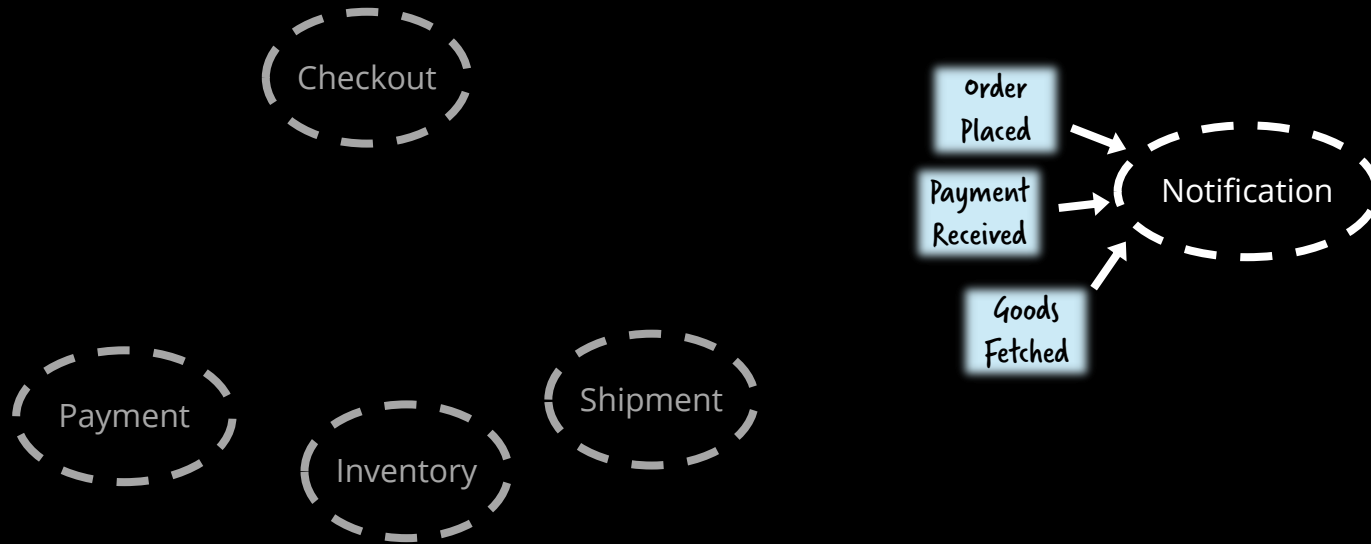 Checkout
Order
Placed
Payment
Received
Notification
Goods
Fetched
Payment
Inventory
Shipment